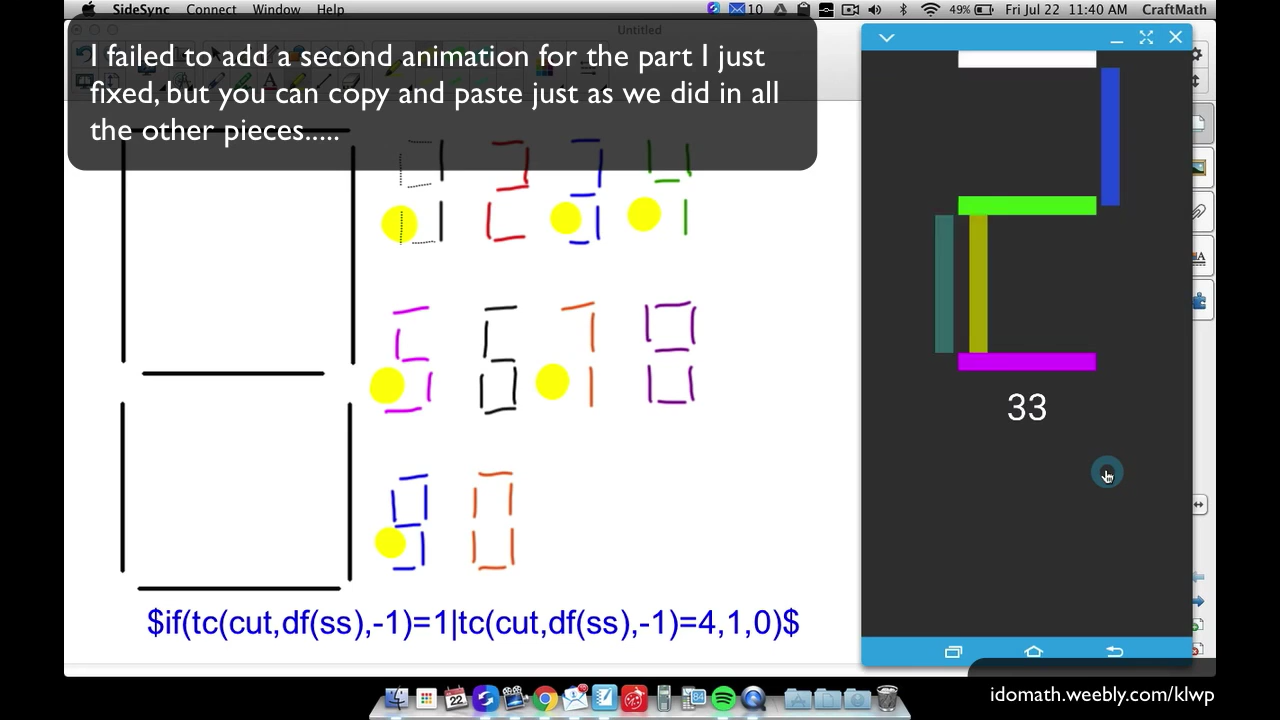 SideSync Connect Window Help 10 49% Fri Jul 22 11:40 AM CraftMath
Untitled
I failed to add a second animation for the part I just
fixed, but you can copy and paste just as we did in all
the other pieces.....
33
$if(tc(cut,df(ss),-1)=1|tc(cut,df(ss),-1)=4,1,0)$
idomath.weebly.com/klwp